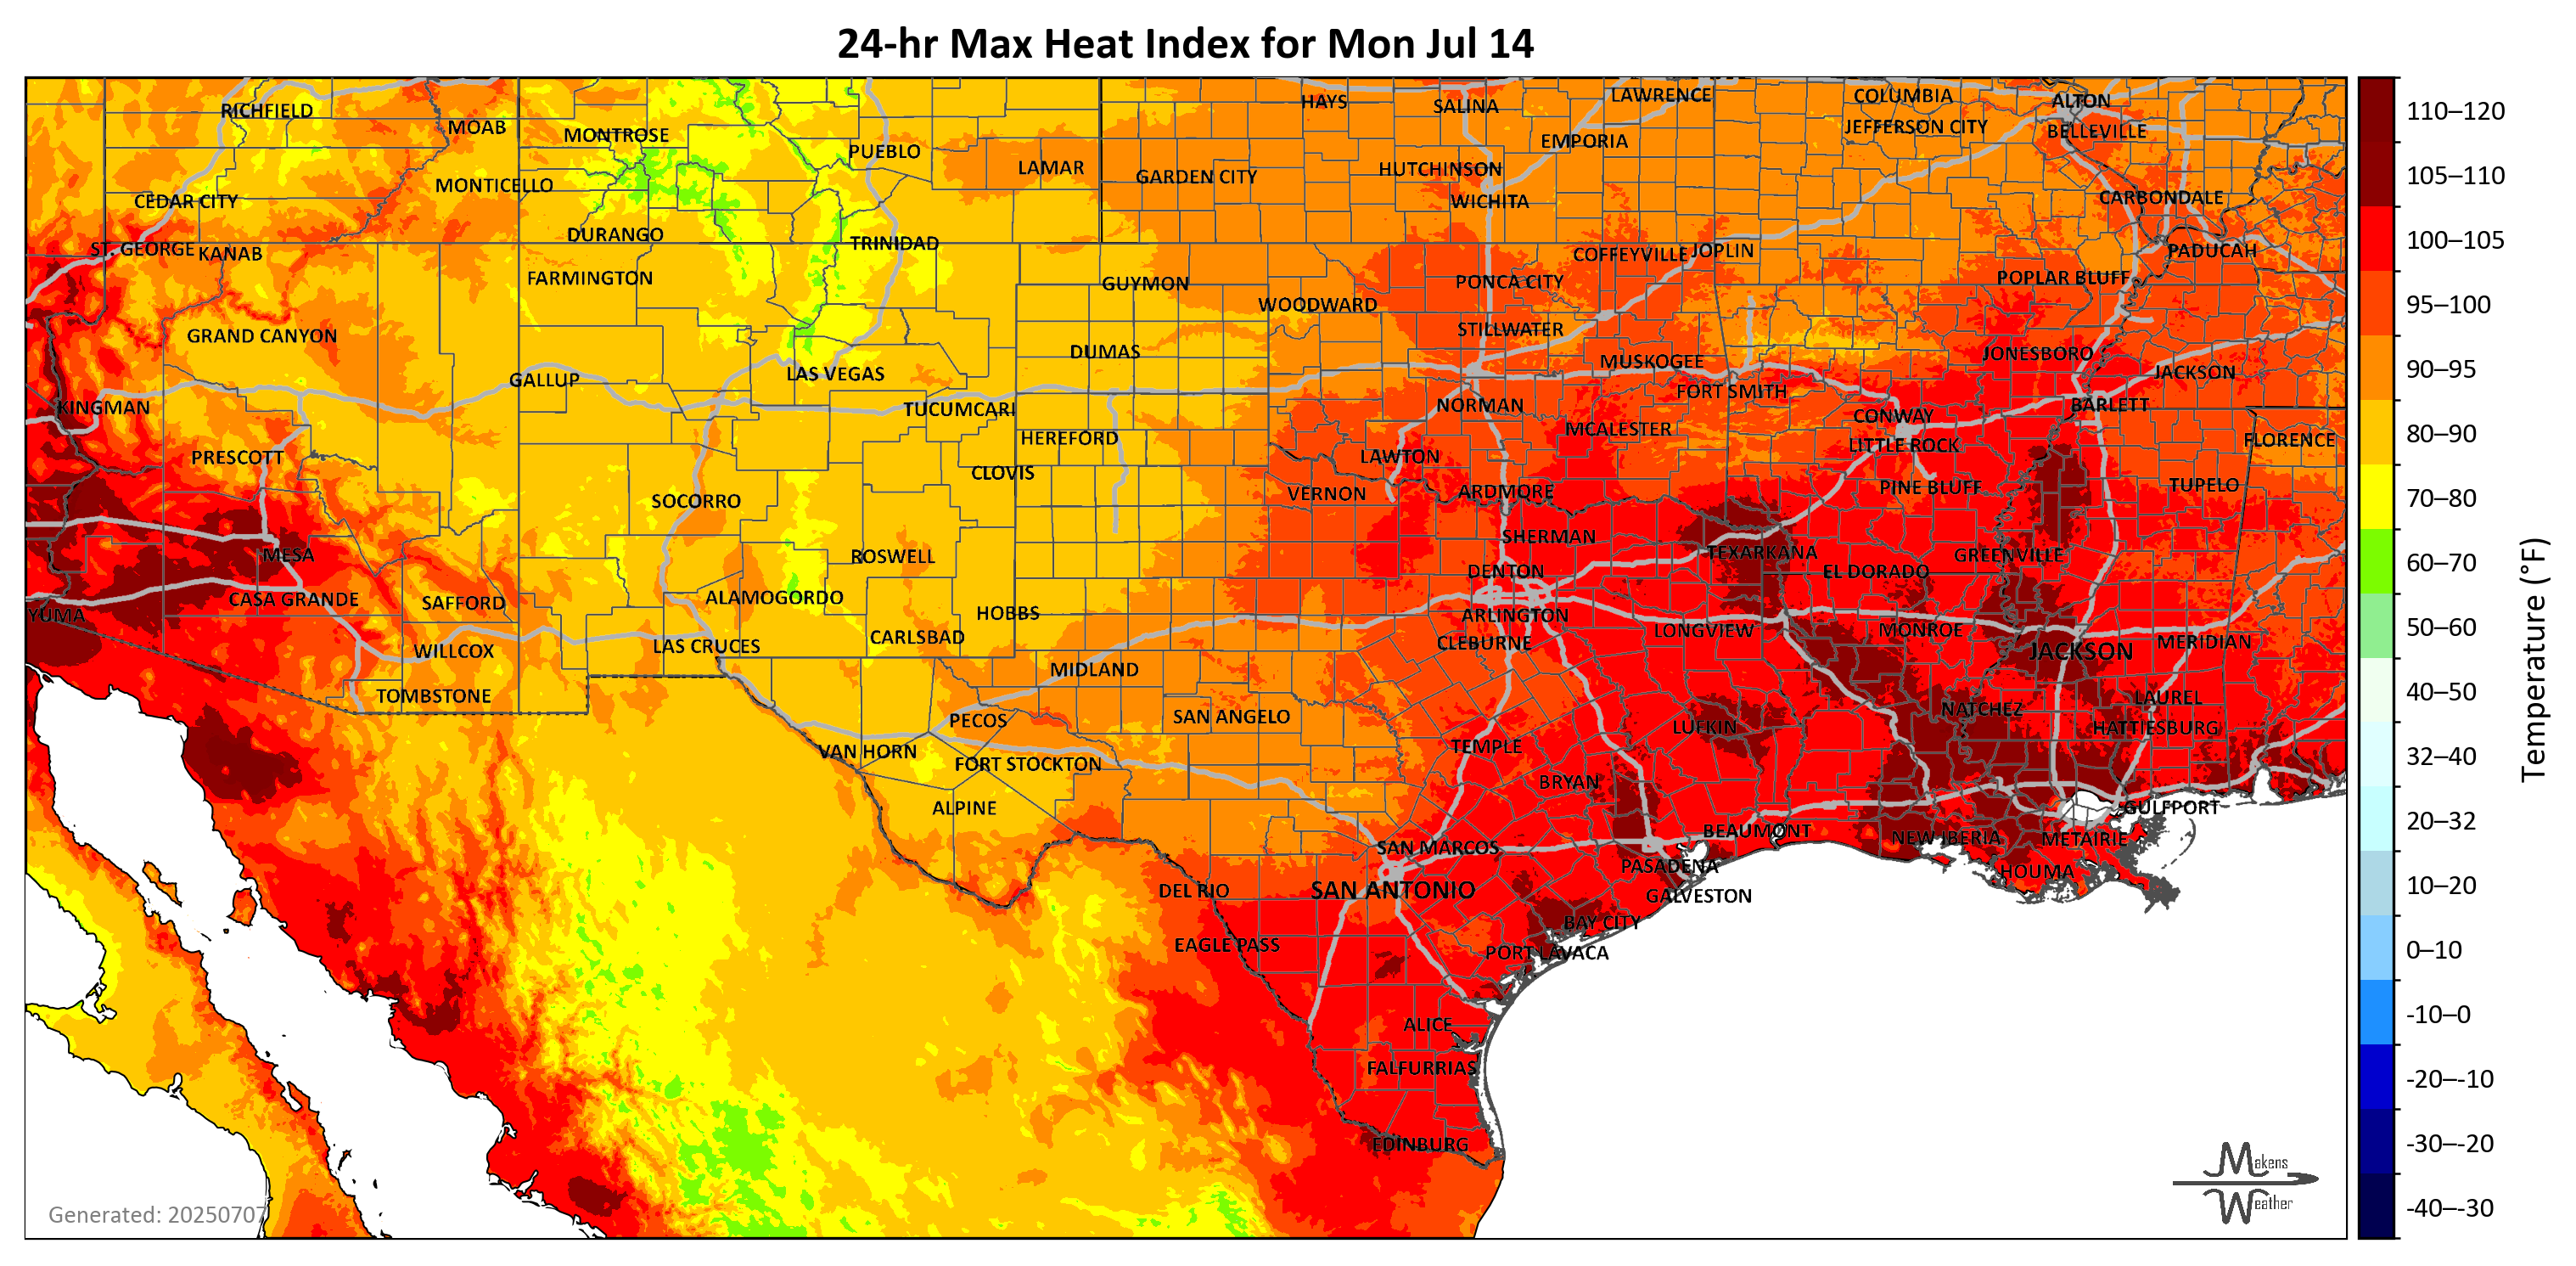 24-hr Max Heat Index for Mon Jul 14
RICHFIELD
MOAB
MONTROSE
PUEBLO
LAMAR
HAYS
SALINA
LAWRENCE
COLUMBIA
ALTON
EMPORIA
JEFFERSON CITY
BELLEVILLE
CEDAR CITY
MONTICELLO
GARDEN CITY
HUTCHINSON
WICHITA
CARBONDALE
ST. GEORGE
KANAB
DURANGO
TRINIDAD
COFFEYVILLE
JOPLIN
PADUCAH
FARMINGTON
GUYMON
PONCA CITY
POPLAR BLUFF
WOODWARD
GRAND CANYON
STILLWATER
DUMAS
MUSKOGEE
JONESBORO
GALLUP
LAS VEGAS
FORT SMITH
JACKSON
KINGMAN
TUCUMCARI
NORMAN
CONWAY
BARLETT
HEREFORD
MCALESTER
LITTLE ROCK
FLORENCE
PRESCOTT
CLOVIS
LAWTON
SOCORRO
VERNON
ARDMORE
PINE BLUFF
TUPELO
MESA
ROSWELL
SHERMAN
TEXARKANA
GREENVILLE
DENTON
EL DORADO
CASA GRANDE
SAFFORD
ALAMOGORDO
HOBBS
YUMA
ARLINGTON
CARLSBAD
CLEBURNE
LONGVIEW
MONROE
MERIDIAN
WILLCOX
LAS CRUCES
JACKSON
MIDLAND
TOMBSTONE
LAUREL
PECOS
SAN ANGELO
NATCHEZ
LUFKIN
HATTIESBURG
VAN HORN
FORT STOCKTON
TEMPLE
BRYAN
ALPINE
GULFPORT
BEAUMONT
NEW IBERIA
METAIRIE
SAN MARCOS
PASADENA
HOUMA
DEL RIO
SAN ANTONIO
GALVESTON
BAY CITY
EAGLE PASS
PORT LAVACA
ALICE
FALFURRIAS
EDINBURG
Generated: 20250707
Makens
Weather
110–120
105–110
100–105
95–100
90–95
80–90
70–80
60–70
50–60
40–50
32–40
20–32
10–20
0–10
-10–0
-20–-10
-30–-20
-40–-30
Temperature (°F)